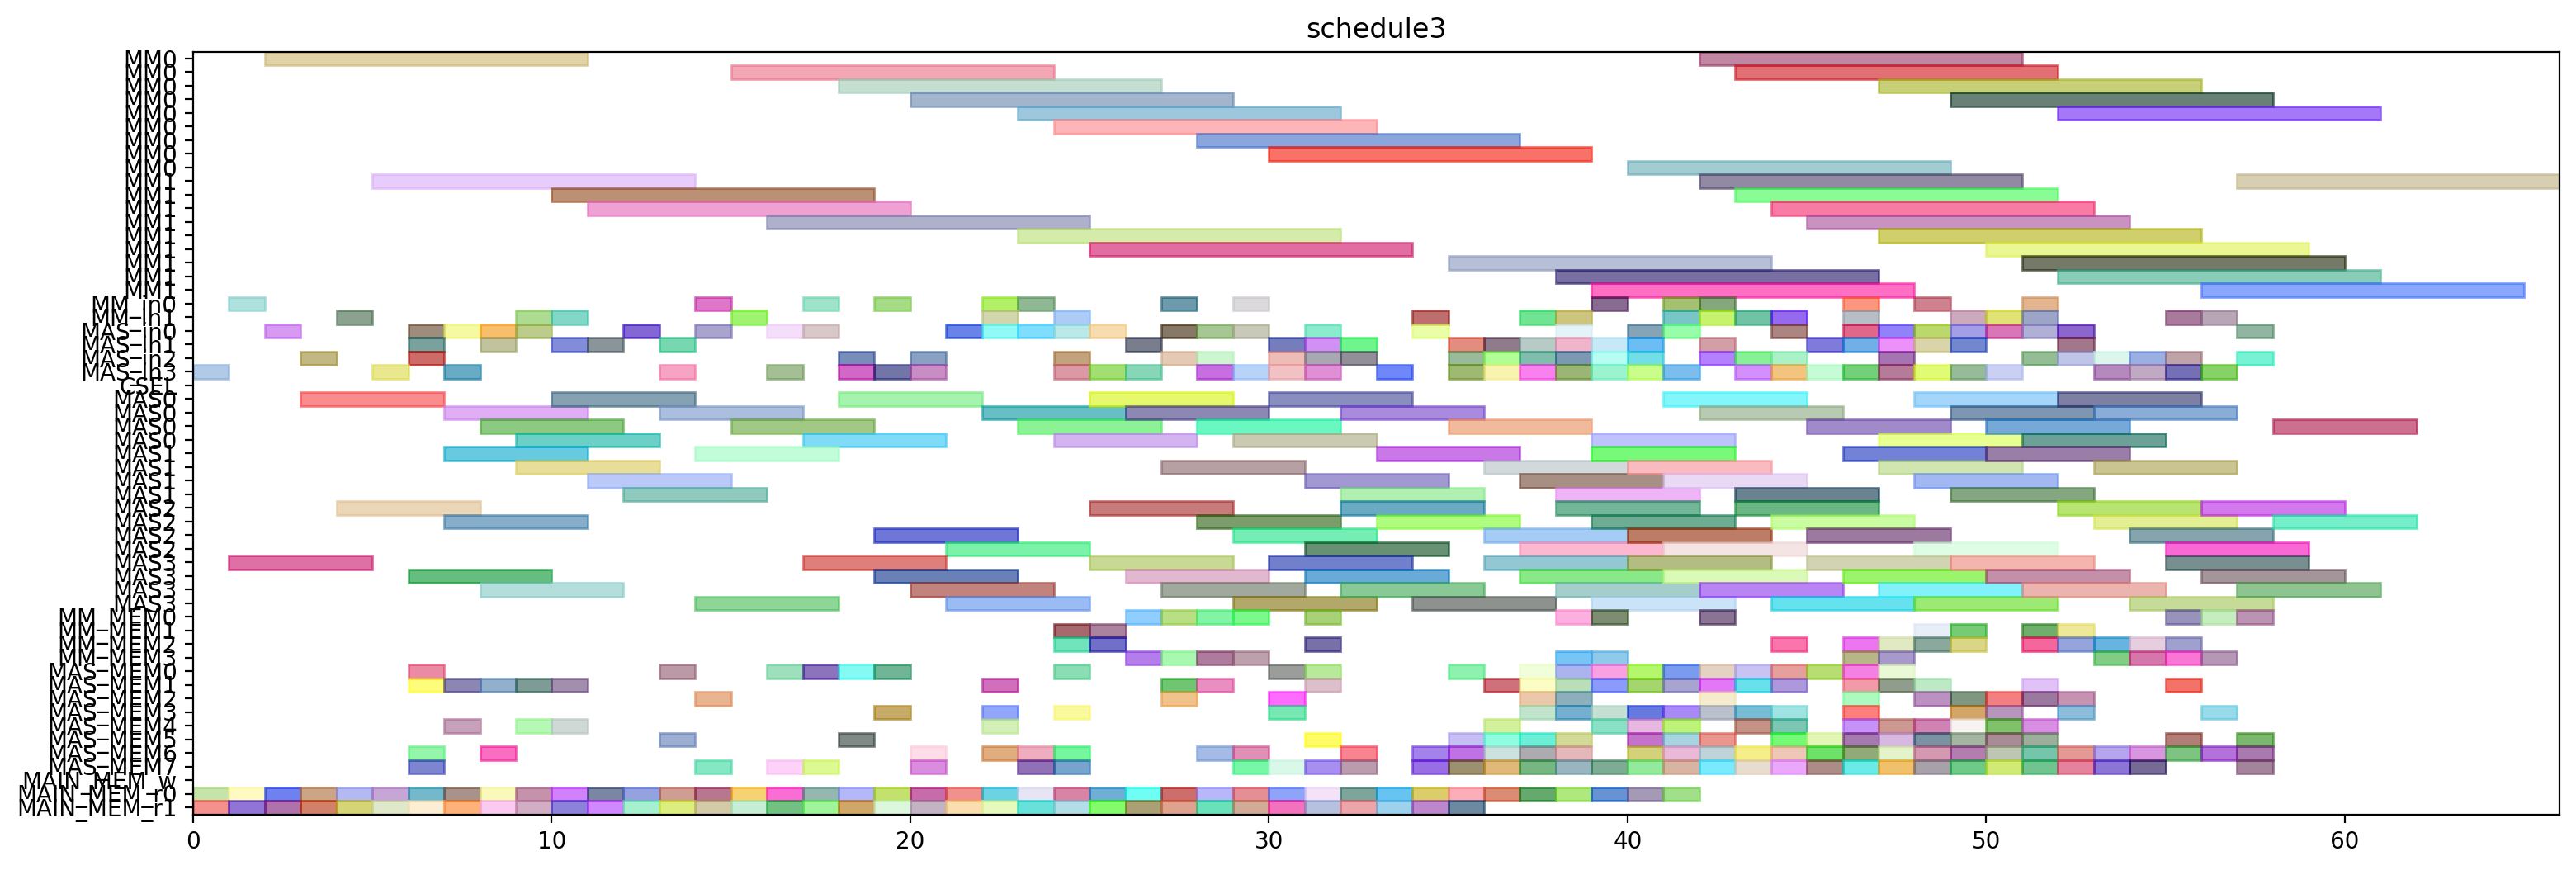 schedule3
MM0
MM0
MM0
MM0
MM0
MM0
MM0
MM0
MM0
MM1
MM1
MM1
MM1
MM1
MM1
MM1
MM1
MM1
MM_in0
MM_in1
MAS_in0
MAS_in1
MAS_in2
MAS_in3
CSEL
MAS0
MAS0
MAS0
MAS0
MAS1
MAS1
MAS1
MAS1
MAS2
MAS2
MAS2
MAS2
MAS3
MAS3
MAS3
MAS3
MM_MEM0
MM_MEM1
MM_MEM2
MM_MEM3
MAS_MEM0
MAS_MEM1
MAS_MEM2
MAS_MEM3
MAS_MEM4
MAS_MEM5
MAS_MEM6
MAS_MEM7
MAIN_MEM_w
MAIN_MEM_r0
MAIN_MEM_r1
0 10 20 30 40 50 60